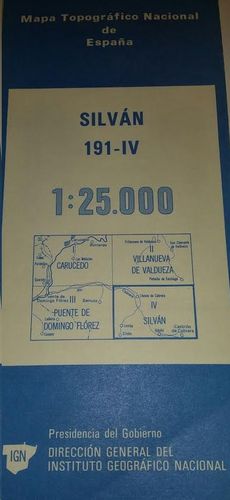 Mapa Topográfico Nacional
de
España
SILVÁN
191-IV
1:25.000
I
CARUCEDO
II
VILLANUEVA
DE VALDUEZA
III
PUENTE DE
DOMINGO FLÓREZ
IV
SILVÁN
Presidencia del Gobierno
IGN
DIRECCIÓN GENERAL DEL
INSTITUTO GEOGRÁFICO NACIONAL